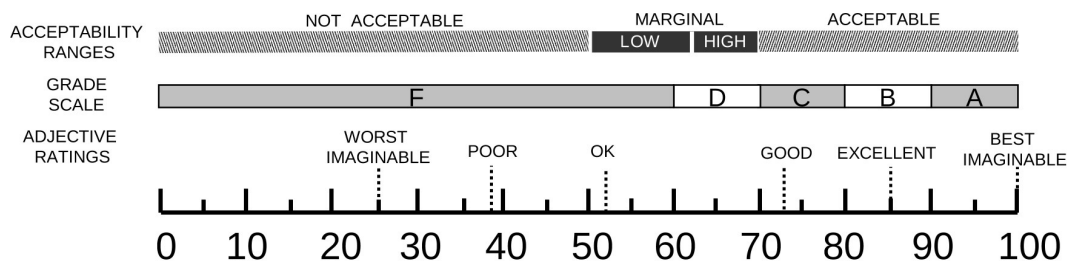 NOT ACCEPTABLE MARGINAL ACCEPTABLE
ACCEPTABILITY
RANGES
LOW HIGH
GRADE
SCALE
F D C B A
ADJECTIVE
RATINGS
WORST
IMAGINABLE
POOR
OK
GOOD
EXCELLENT
BEST
IMAGINABLE
0 10 20 30 40 50 60 70 80 90 100